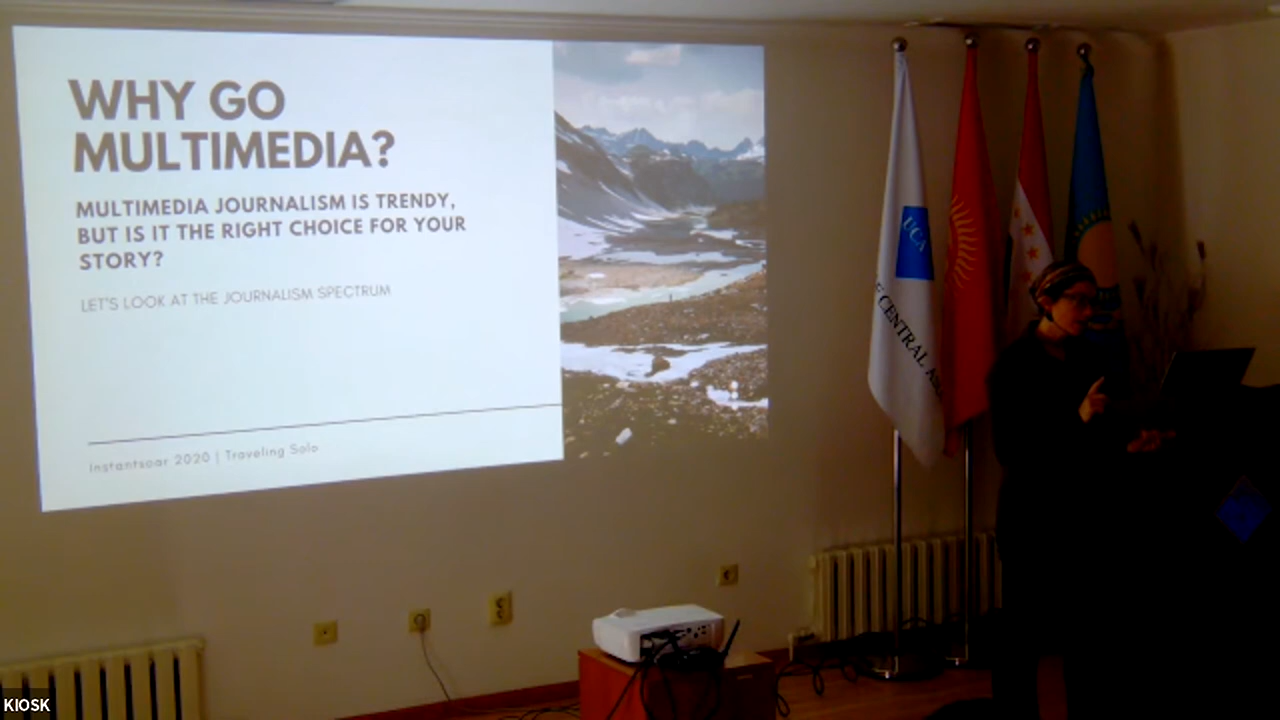 WHY GO
MULTIMEDIA?
MULTIMEDIA JOURNALISM IS TRENDY,
BUT IS IT THE RIGHT CHOICE FOR YOUR
STORY?
LET'S LOOK AT THE JOURNALISM SPECTRUM
Instantsoar 2020 | Traveling Solo
UCA
CENTRAL
KIOSK